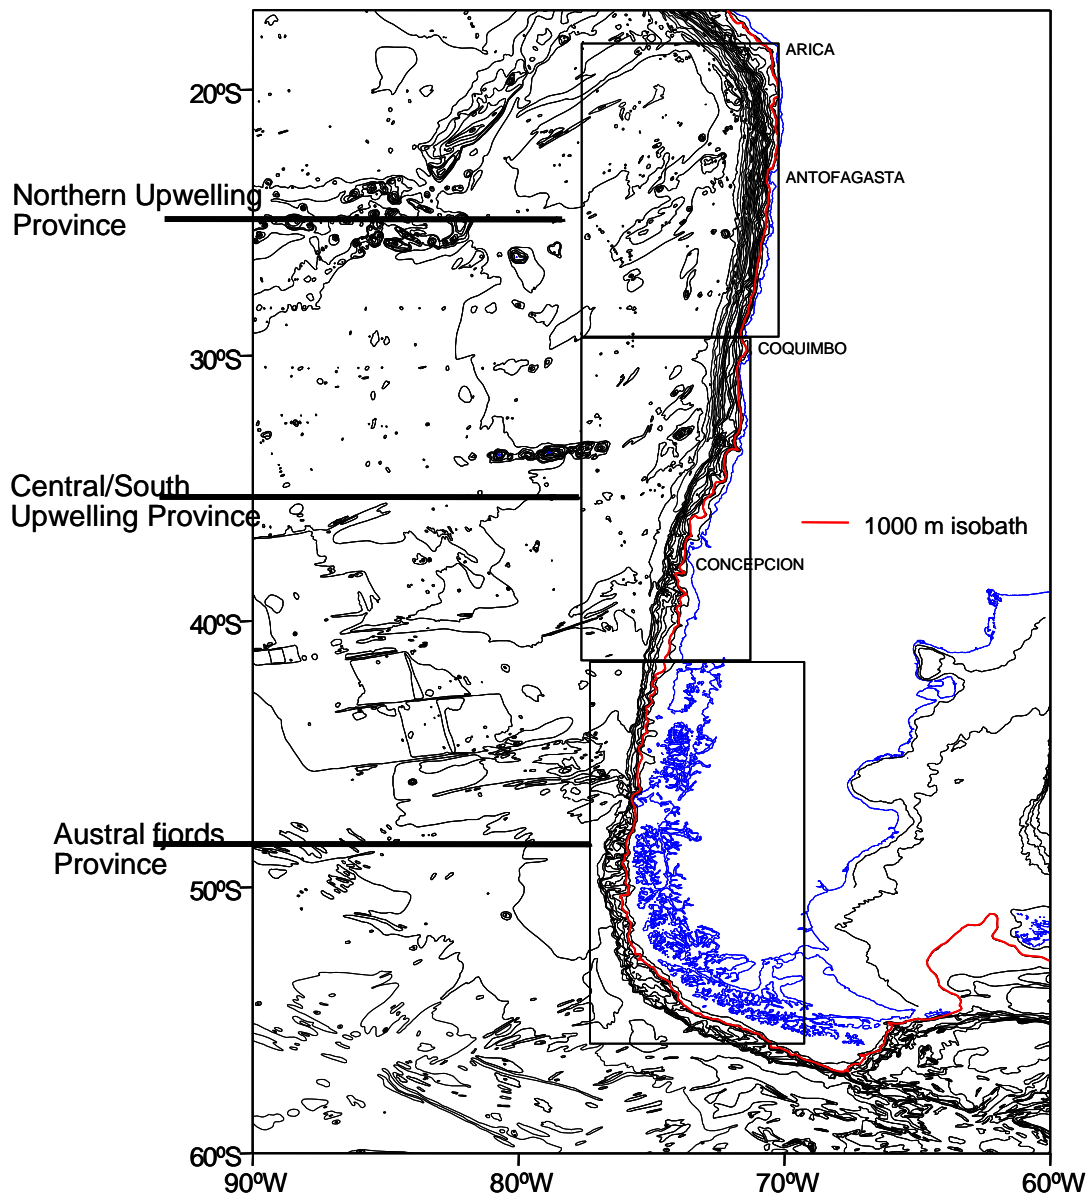 ARICA
20ºS
ANTOFAGASTA
Northern Upwelling
Province
COQUIMBO
30ºS
Central/South
Upwelling Province
1000 m isobath
CONCEPCION
40ºS
Austral fjords
Province
50ºS
60ºS
90ºW
80ºW
70ºW
60ºW